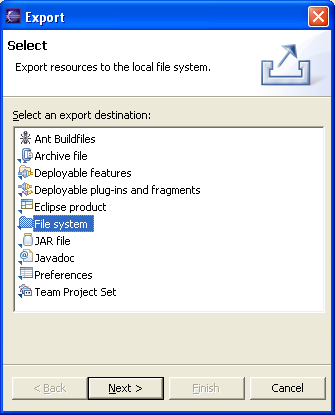 Export
Select
Export resources to the local file system.
Select an export destination:
Ant Buildfiles
Archive file
Deployable features
Deployable plug-ins and fragments
Eclipse product
File system
JAR file
Javadoc
Preferences
Team Project Set
< Back Next > Finish Cancel